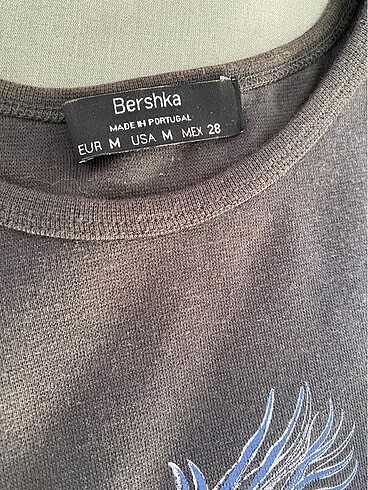 Bershka
MADE IN PORTUGAL
EUR M USA M MEX 28